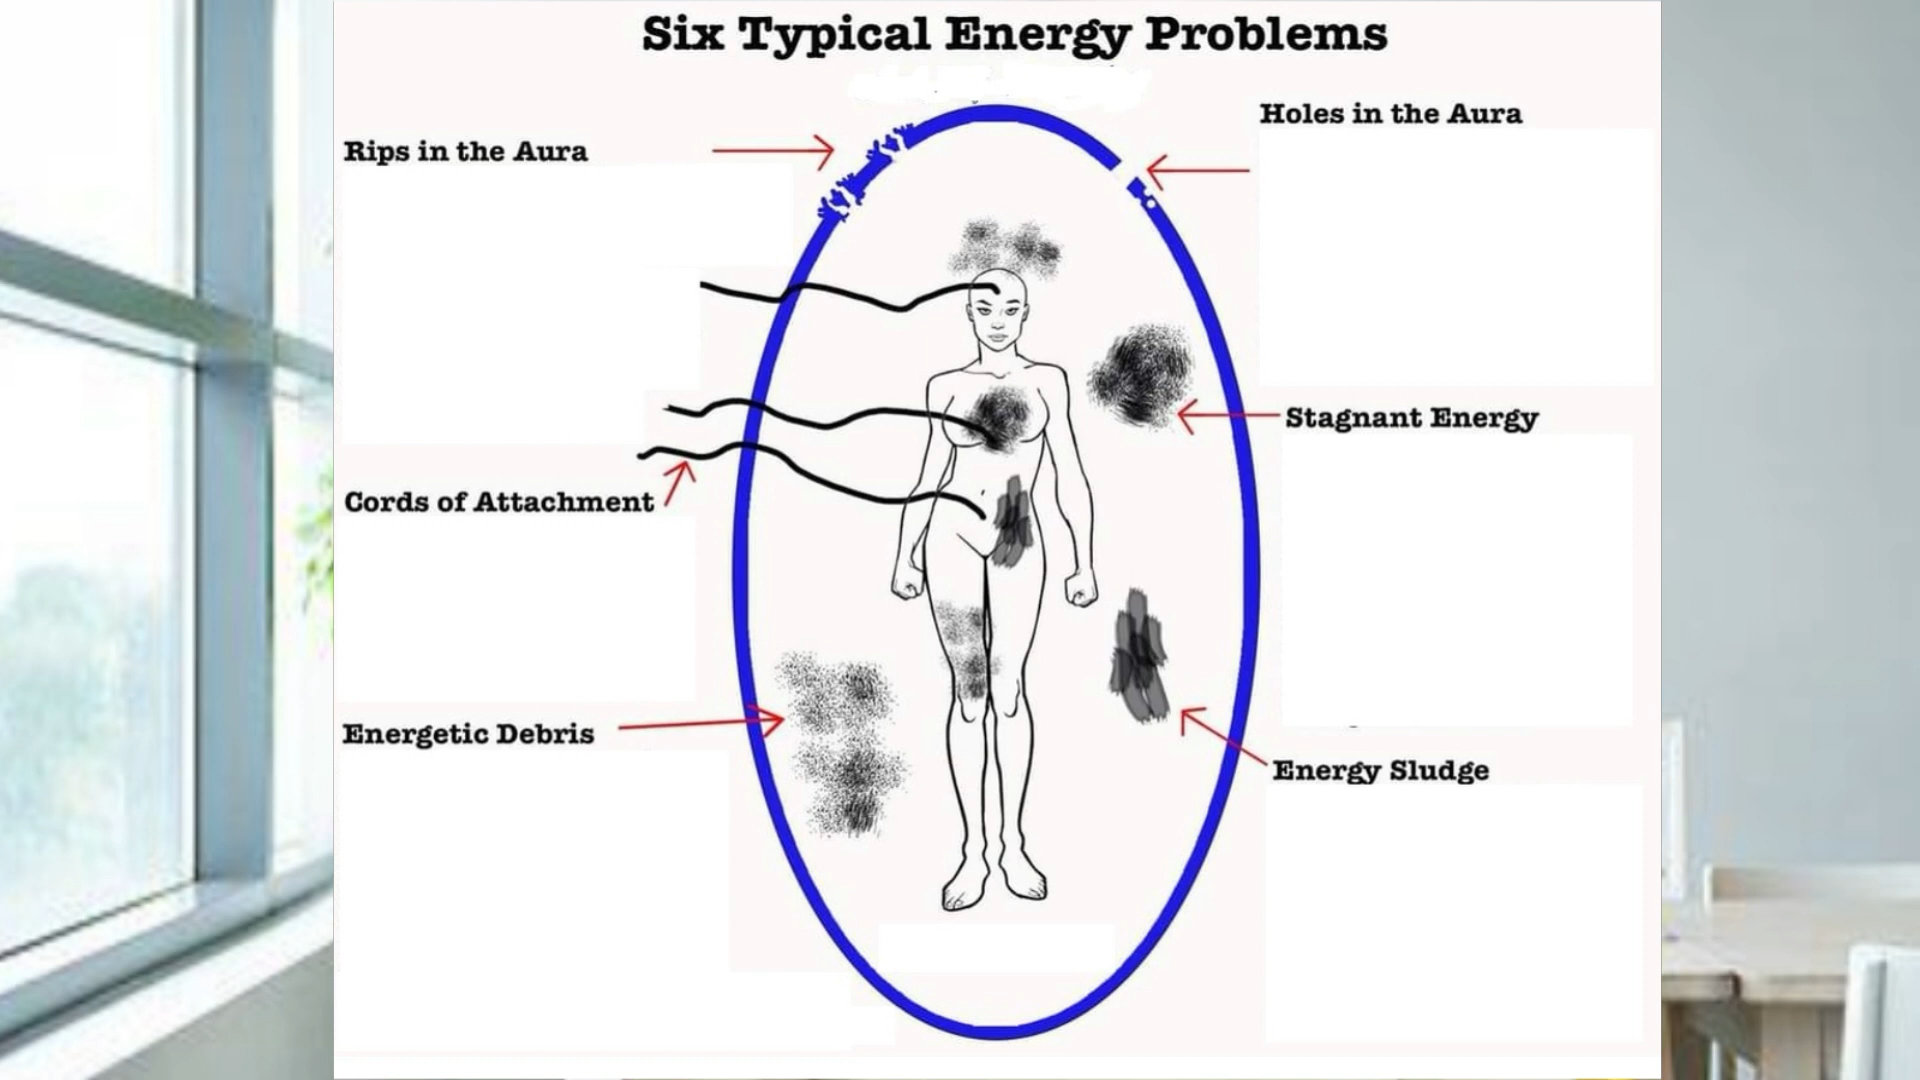 Six Typical Energy Problems
Holes in the Aura
Rips in the Aura
Stagnant Energy
Cords of Attachment
Energetic Debris
Energy Sludge